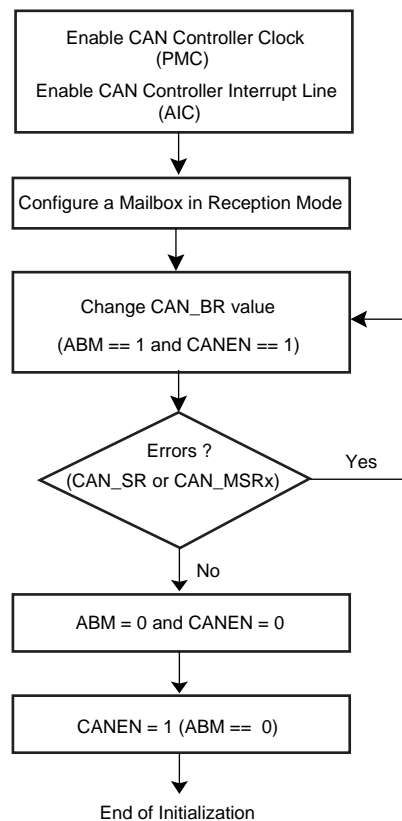 Enable CAN Controller Clock
(PMC)
Enable CAN Controller Interrupt Line
(AIC)
Configure a Mailbox in Reception Mode
Change CAN_BR value
(ABM == 1 and CANEN == 1)
Errors ?
(CAN_SR or CAN_MSRx)
Yes
No
ABM = 0 and CANEN = 0
CANEN = 1 (ABM == 0)
End of Initialization